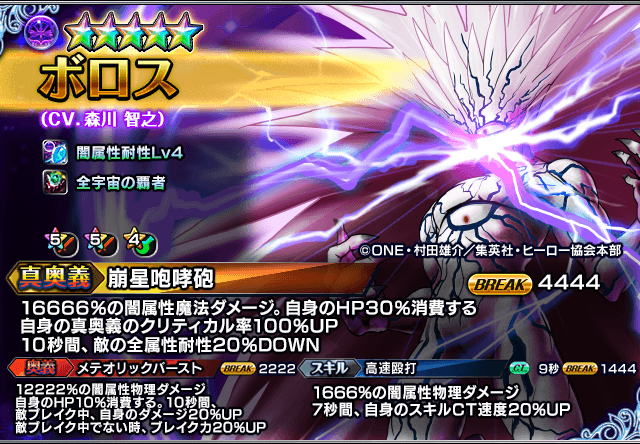 ボロス
(CV.森川 智之)
闇属性耐性Lv4
全宇宙の覇者
5 5 4
©ONE・村田雄介／集英社・ヒーロー協会本部
真奥義 崩星咆哮砲 BREAK 4444
16666%の闇属性魔法ダメージ。自身のHP30%消費する
自身の真奥義のクリティカル率100%UP
10秒間、敵の全属性耐性20%DOWN
奥義 メテオリックバースト BREAK 2222
12222%の闇属性物理ダメージ
自身のHP10%消費する。10秒間、
敵ブレイク中、自身のダメージ20%UP
敵ブレイク中でない時、ブレイク力20%UP
スキル 高速殴打 CT 9秒 BREAK 1444
1666%の闇属性物理ダメージ
7秒間、自身のスキルCT速度20%UP